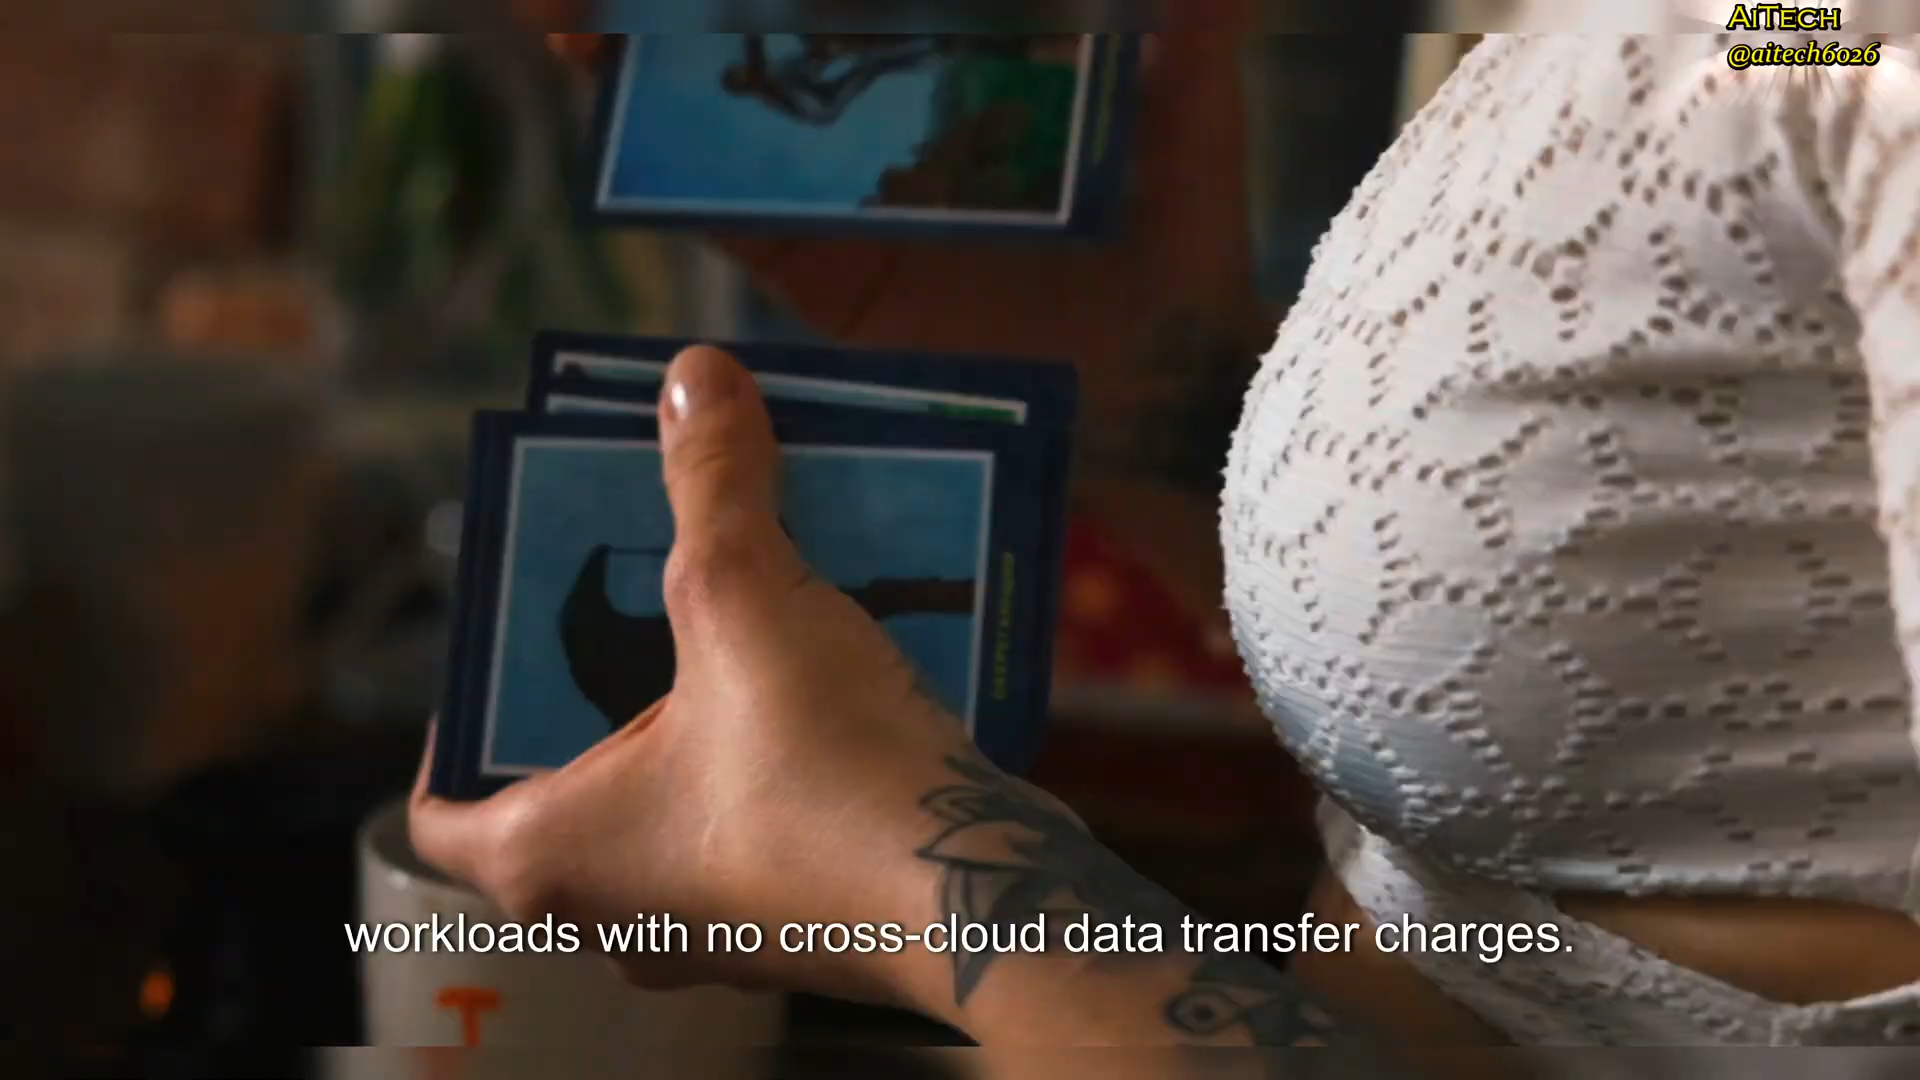 AiTech
@aitech6026
workloads with no cross-cloud data transfer charges.
T